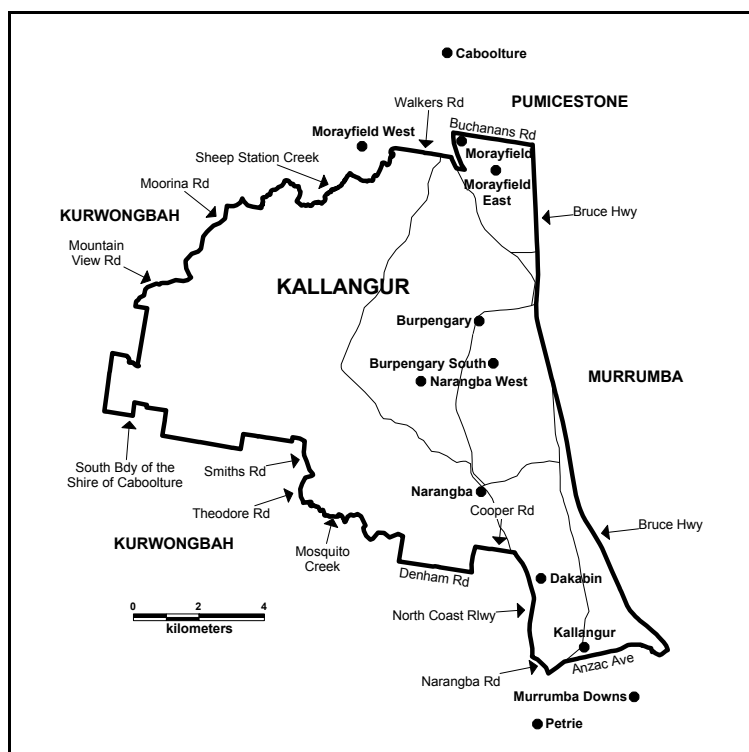 Caboolture
PUMICESTONE
Walkers Rd
Buchanans Rd
Morayfield West
Morayfield
Sheep Station Creek
Morayfield
East
Moorina Rd
KURWONGBAH
Bruce Hwy
Mountain
View Rd
KALLANGUR
Burpengary
Burpengary South
MURRUMBA
Narangba West
South Bdy of the
Shire of Caboolture
Smiths Rd
Narangba
Theodore Rd
Cooper Rd
Bruce Hwy
KURWONGBAH
Mosquito
Creek
Denham Rd
Dakabin
0 2 4
kilometers
North Coast Rlwy
Kallangur
Anzac Ave
Narangba Rd
Murrumba Downs
Petrie